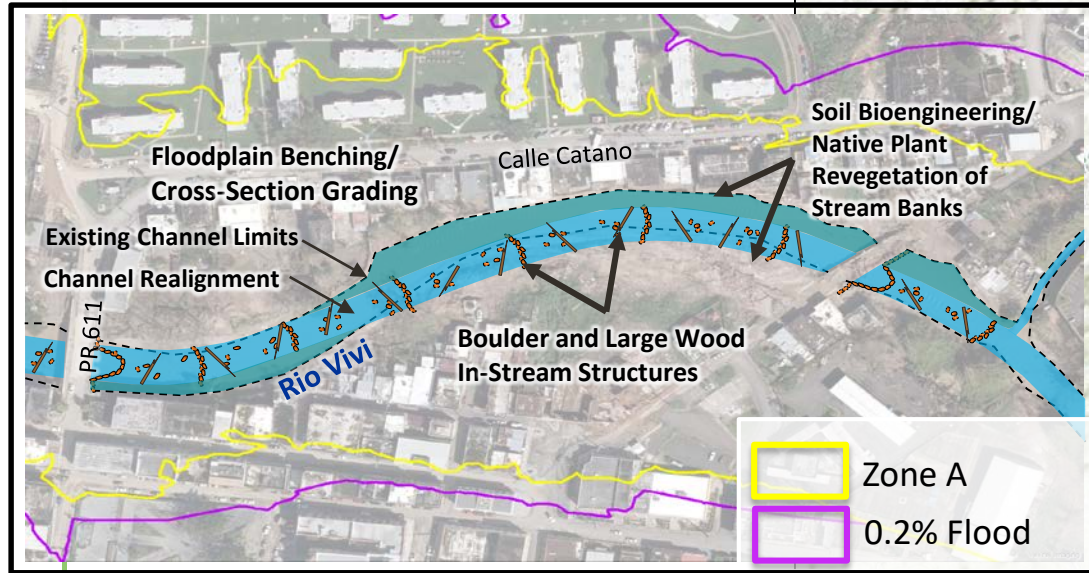 Soil Bioengineering/
Native Plant
Revegetation of
Stream Banks
Floodplain Benching/
Cross-Section Grading
Calle Catano
Existing Channel Limits
Channel Realignment
PR 611
Rio Vivi
Boulder and Large Wood
In-Stream Structures
Zone A
0.2% Flood